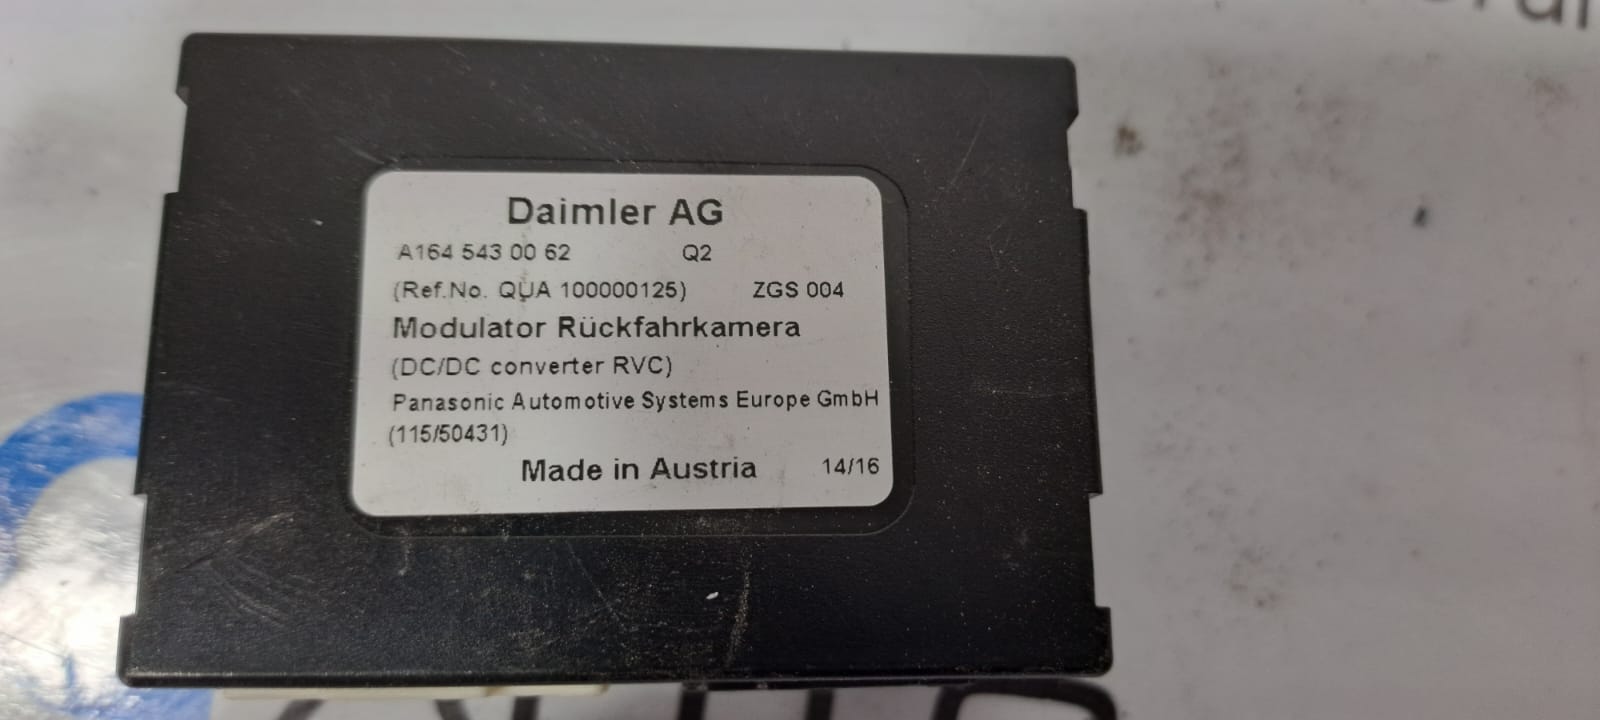 Daimler AG
A164 543 00 62 Q2
(Ref.No. QUA 100000125) ZGS 004
Modulator Rückfahrkamera
(DC/DC converter RVC)
Panasonic Automotive Systems Europe GmbH
(115/50431)
Made in Austria 14/16